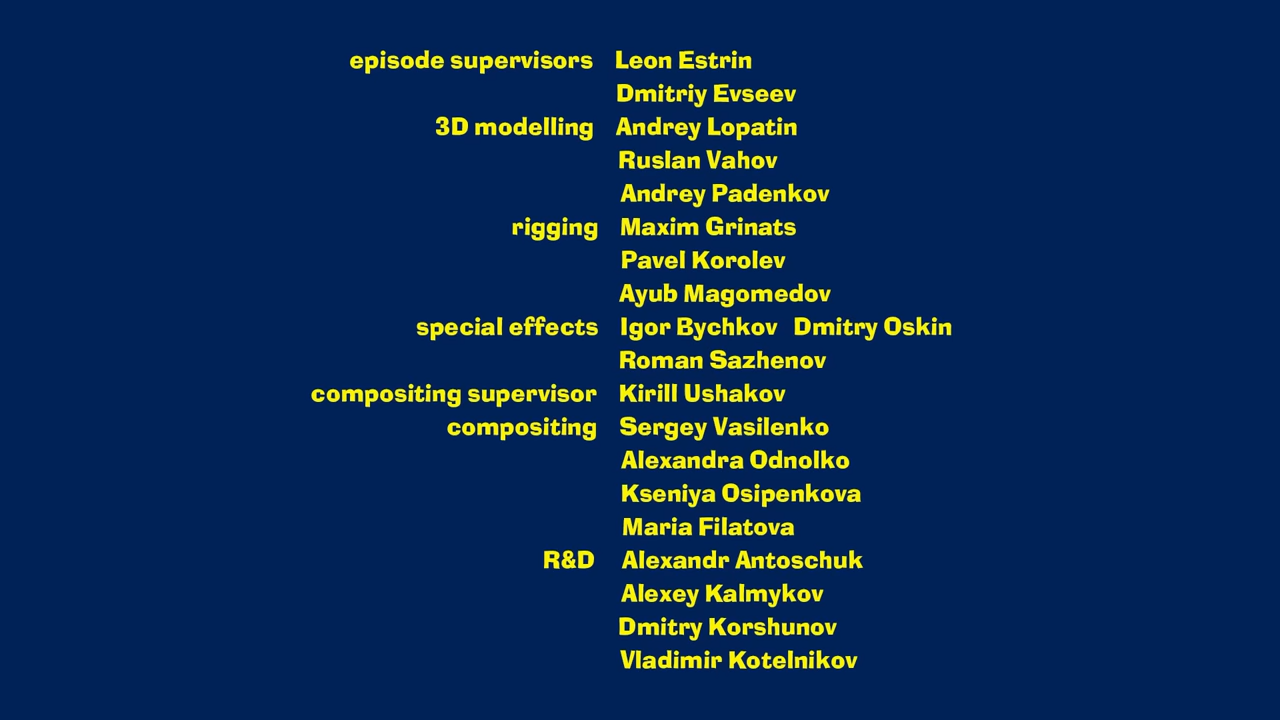 episode supervisors Leon Estrin
Dmitriy Evseev
3D modelling Andrey Lopatin
Ruslan Vahov
Andrey Padenkov
rigging Maxim Grinats
Pavel Korolev
Ayub Magomedov
special effects Igor Bychkov Dmitry Oskin
Roman Sazhenov
compositing supervisor Kirill Ushakov
compositing Sergey Vasilenko
Alexandra Odnolko
Kseniya Osipenkova
Maria Filatova
R&D Alexandr Antoschuk
Alexey Kalmykov
Dmitry Korshunov
Vladimir Kotelnikov